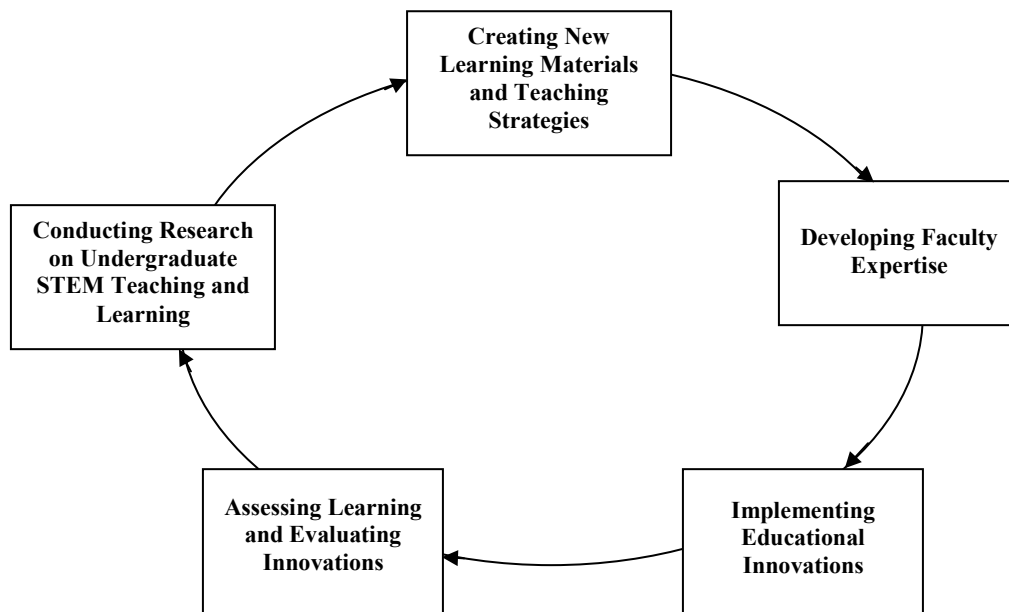 Creating New
Learning Materials
and Teaching
Strategies
Developing Faculty
Expertise
Implementing
Educational
Innovations
Assessing Learning
and Evaluating
Innovations
Conducting Research
on Undergraduate
STEM Teaching and
Learning